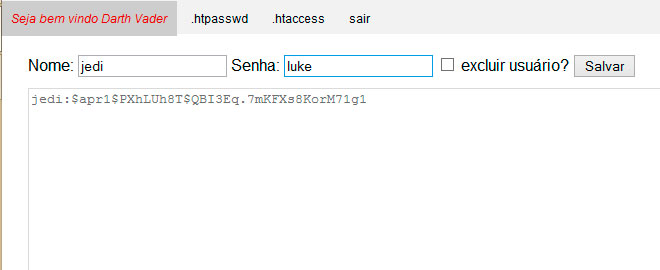 Seja bem vindo Darth Vader .htpasswd .htaccess sair
Nome: jedi Senha: luke excluir usuário? Salvar
jedi:$apr1$PXhLUh8T$QBI3Eq.7mKFXs8KorM71g1